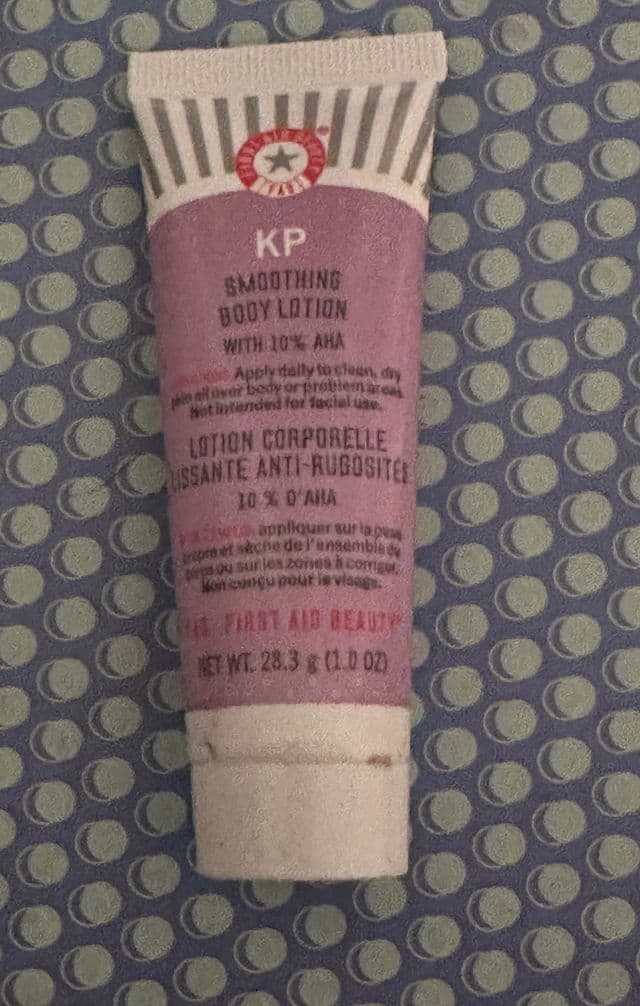 KP
SMOOTHING
BODY LOTION
WITH 10% AHA
Apply daily to clean, dry
skin all over body or problem areas.
Not intended for facial use.
LOTION CORPORELLE
LISSANTE ANTI-RUGOSITÉS
10 % D'AHA
appliquer sur la peau
propre et sèche de l'ensemble du
corps ou sur les zones à corriger.
Non conçu pour le visage.
FIRST AID BEAUTY
NET WT. 28.3 g (1.0 OZ)